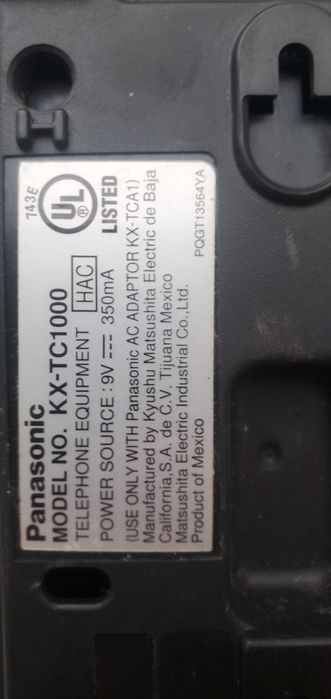 Panasonic
MODEL NO. KX-TC1000
TELEPHONE EQUIPMENT HAC
POWER SOURCE : 9V ⎓ 350mA
(USE ONLY WITH Panasonic AC ADAPTOR KX-TCA1)
Manufactured by Kyushu Matsushita Electric de Baja
California,S.A. de C.V. Tijuana Mexico
Matsushita Electric Industrial Co.,Ltd.
Product of Mexico
743E
UL ®
LISTED
PQGT13564YA